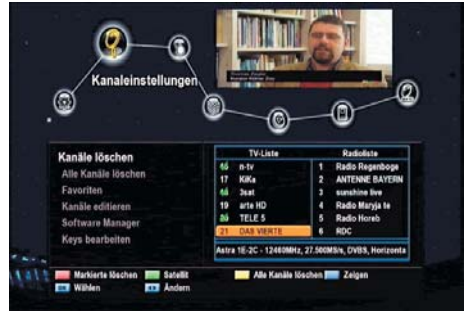 Kanaleinstellungen
Kanäle löschen
Alle Kanäle löschen
Favoriten
Kanäle editieren
Software Manager
Keys bearbeiten
TV-Liste
n-tv
17 KiKa
3sat
19 arte HD
TELE 5
21 DAS VIERTE
Radioliste
1 Radio Regenboge
2 ANTENNE BAYERN
3 sunshine live
4 Radio Maryja te
5 Radio Horeb
6 RDC
Astra 1E-2C - 12460MHz, 27.500MS/s, DVBS, Horizonta
Markierte löschen
Satellit
Alle Kanäle löschen
Zeigen
OK Wählen
Ändern